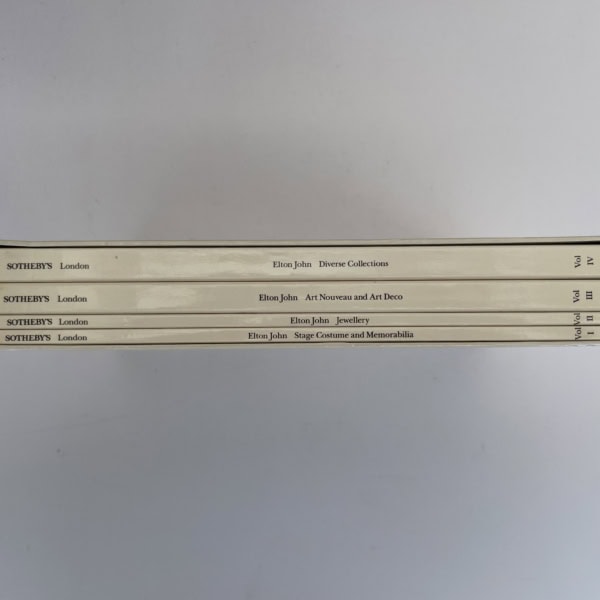 SOTHEBY'S London Elton John Diverse Collections Vol IV
SOTHEBY'S London Elton John Art Nouveau and Art Deco Vol III
SOTHEBY'S London Elton John Jewellery Vol II
SOTHEBY'S London Elton John Stage Costume and Memorabilia Vol I